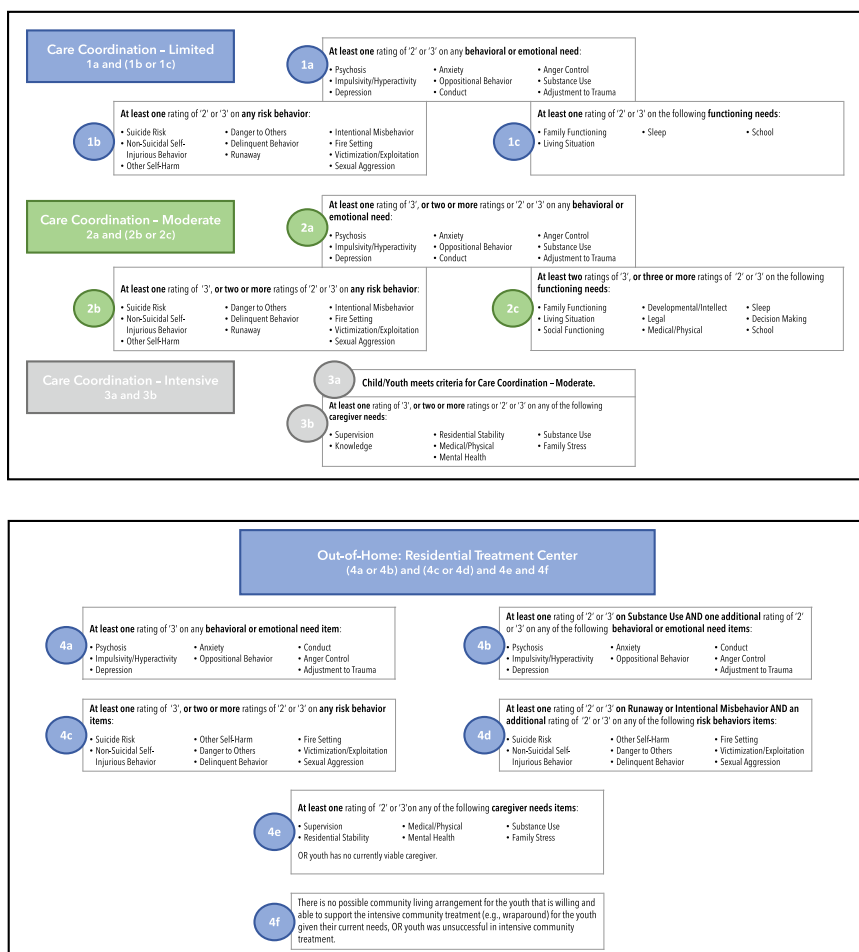 Care Coordination – Limited
1a and (1b or 1c)
1a
At least one rating of '2' or '3' on any behavioral or emotional need:
• Psychosis
• Impulsivity/Hyperactivity
• Depression
• Anxiety
• Oppositional Behavior
• Conduct
• Anger Control
• Substance Use
• Adjustment to Trauma
1b
At least one rating of '2' or '3' on any risk behavior:
• Suicide Risk
• Non-Suicidal Self-
Injurious Behavior
• Other Self-Harm
• Danger to Others
• Delinquent Behavior
• Runaway
• Intentional Misbehavior
• Fire Setting
• Victimization/Exploitation
• Sexual Aggression
1c
At least one rating of '2' or '3' on the following functioning needs:
• Family Functioning
• Living Situation
• Sleep
• School
Care Coordination – Moderate
2a and (2b or 2c)
2a
At least one rating of '3', or two or more ratings or '2' or '3' on any behavioral or
emotional need:
• Psychosis
• Impulsivity/Hyperactivity
• Depression
• Anxiety
• Oppositional Behavior
• Conduct
• Anger Control
• Substance Use
• Adjustment to Trauma
2b
At least one rating of '3', or two or more ratings of '2' or '3' on any risk behavior:
• Suicide Risk
• Non-Suicidal Self-
Injurious Behavior
• Other Self-Harm
• Danger to Others
• Delinquent Behavior
• Runaway
• Intentional Misbehavior
• Fire Setting
• Victimization/Exploitation
• Sexual Aggression
2c
At least two ratings of '3', or three or more ratings of '2' or '3' on the following
functioning needs:
• Family Functioning
• Living Situation
• Social Functioning
• Developmental/Intellect
• Legal
• Medical/Physical
• Sleep
• Decision Making
• School
Care Coordination – Intensive
3a and 3b
3a
Child/Youth meets criteria for Care Coordination – Moderate.
3b
At least one rating of '3', or two or more ratings or '2' or '3' on any of the following
caregiver needs:
• Supervision
• Knowledge
• Residential Stability
• Medical/Physical
• Mental Health
• Substance Use
• Family Stress
Out-of-Home: Residential Treatment Center
(4a or 4b) and (4c or 4d) and 4e and 4f
4a
At least one rating of '3' on any behavioral or emotional need item:
• Psychosis
• Impulsivity/Hyperactivity
• Depression
• Anxiety
• Oppositional Behavior
• Conduct
• Anger Control
• Adjustment to Trauma
4b
At least one rating of '2' or '3' on Substance Use AND one additional rating of '2'
or '3' on any of the following behavioral or emotional need items:
• Psychosis
• Impulsivity/Hyperactivity
• Depression
• Anxiety
• Oppositional Behavior
• Conduct
• Anger Control
• Adjustment to Trauma
4c
At least one rating of '3', or two or more ratings of '2' or '3' on any risk behavior
items:
• Suicide Risk
• Non-Suicidal Self-
Injurious Behavior
• Other Self-Harm
• Danger to Others
• Delinquent Behavior
• Fire Setting
• Victimization/Exploitation
• Sexual Aggression
4d
At least one rating of '2' or '3' on Runaway or Intentional Misbehavior AND an
additional rating of '2' or '3' on any of the following risk behaviors items:
• Suicide Risk
• Non-Suicidal Self-
Injurious Behavior
• Other Self-Harm
• Danger to Others
• Delinquent Behavior
• Fire Setting
• Victimization/Exploitation
• Sexual Aggression
4e
At least one rating of '2' or '3'on any of the following caregiver needs items:
• Supervision
• Residential Stability
• Medical/Physical
• Mental Health
• Substance Use
• Family Stress
OR youth has no currently viable caregiver.
4f
There is no possible community living arrangement for the youth that is willing and
able to support the intensive community treatment (e.g., wraparound) for the youth
given their current needs, OR youth was unsuccessful in intensive community
treatment.